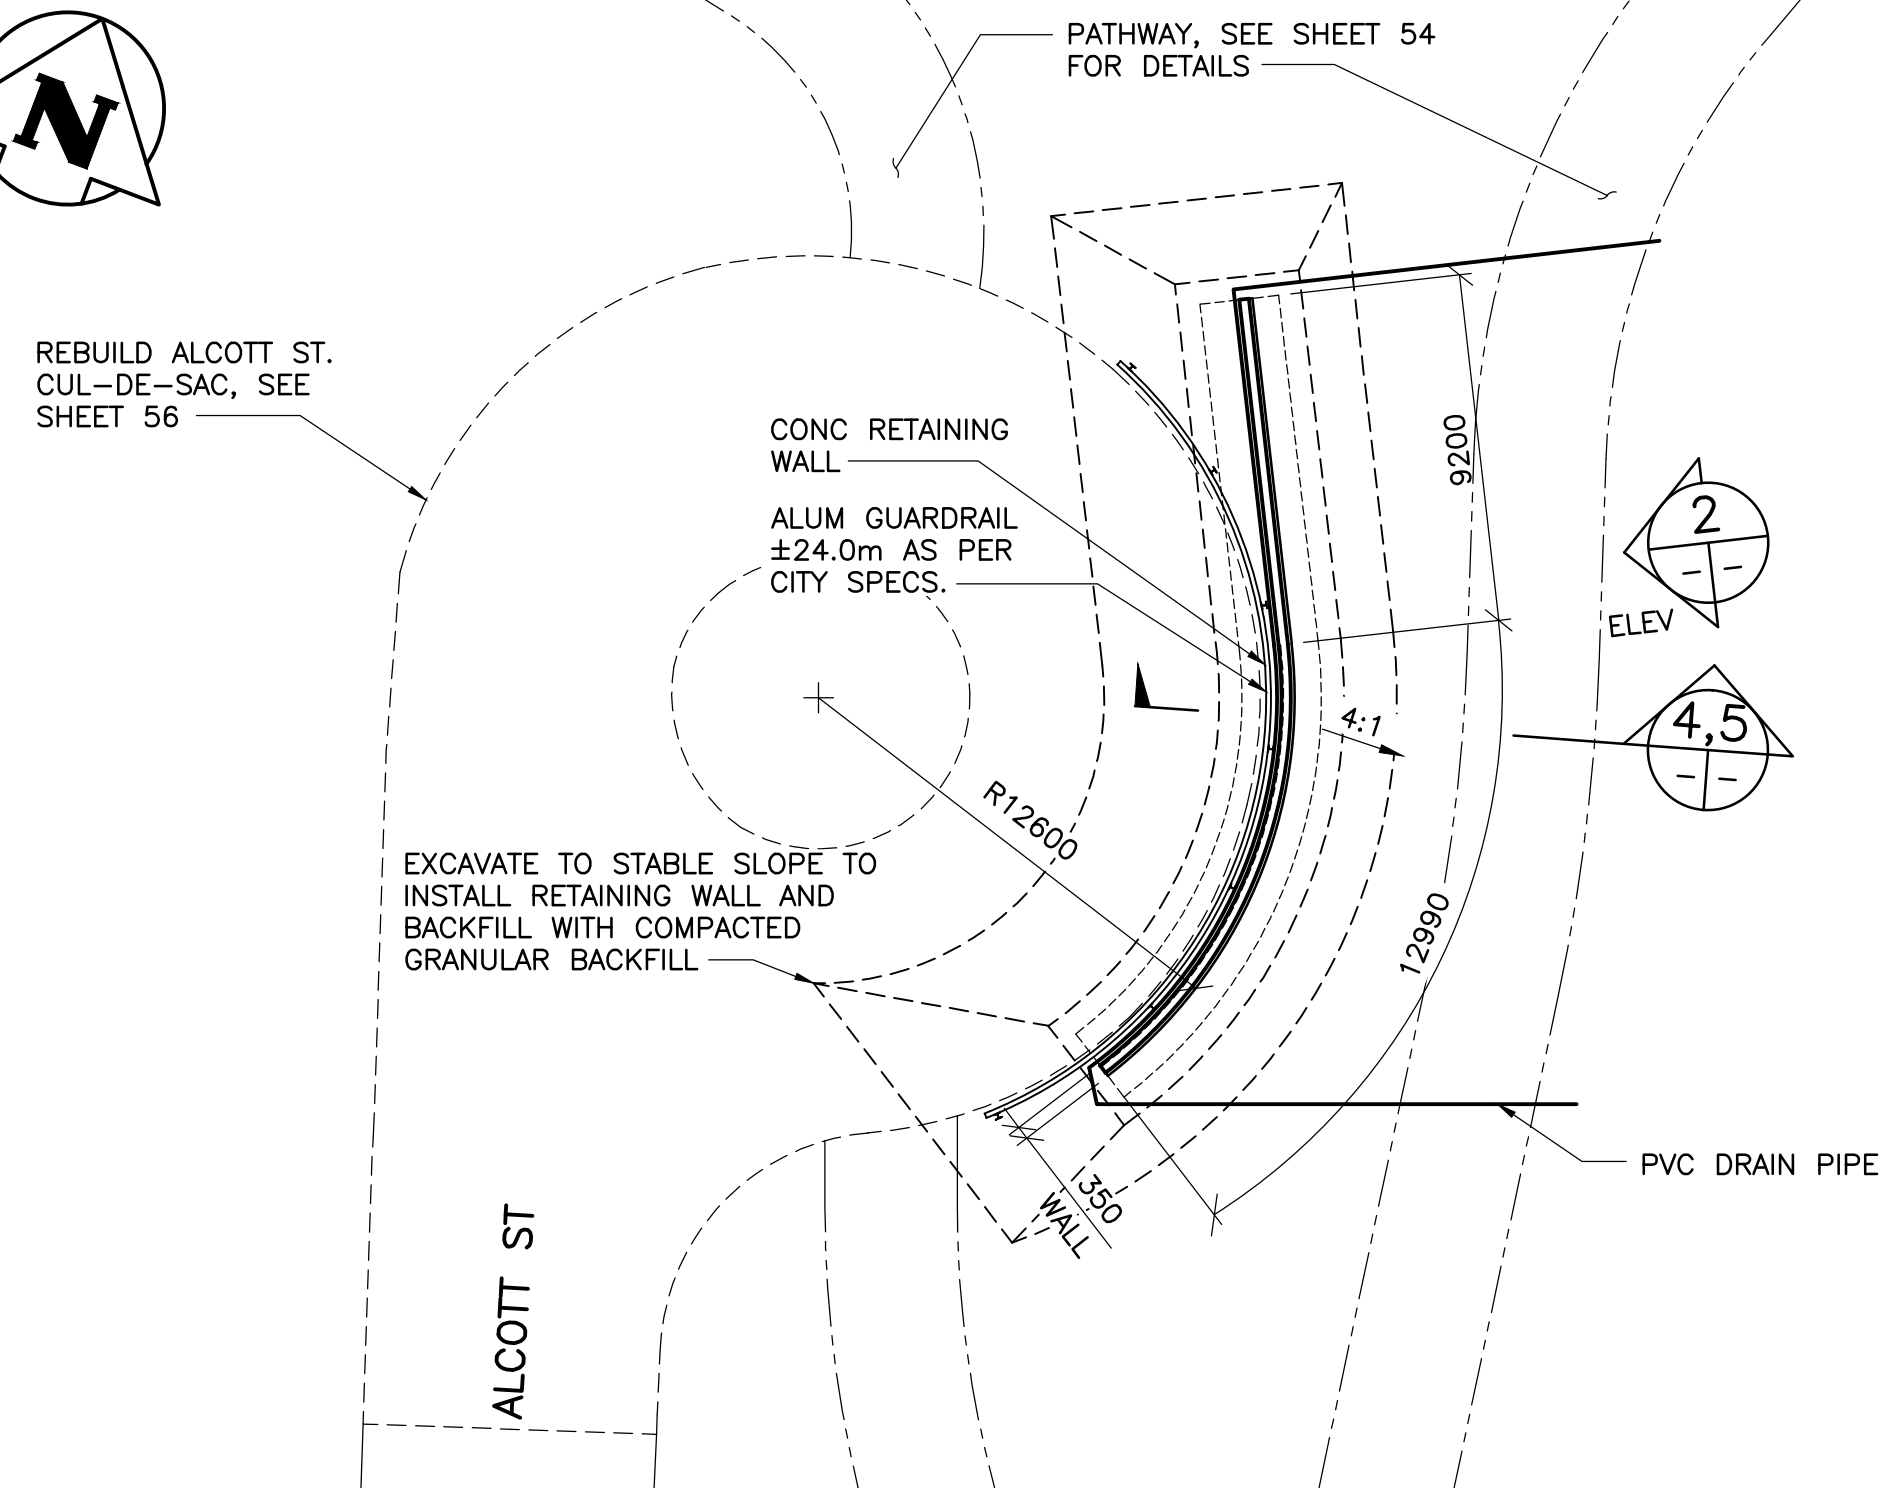 N
PATHWAY, SEE SHEET 54
FOR DETAILS
REBUILD ALCOTT ST.
CUL-DE-SAC, SEE
SHEET 56
CONC RETAINING
WALL
ALUM GUARDRAIL
±24.0m AS PER
CITY SPECS.
9200
2
- -
ELEV
4,5
- -
4:1
R12600
EXCAVATE TO STABLE SLOPE TO
INSTALL RETAINING WALL AND
BACKFILL WITH COMPACTED
GRANULAR BACKFILL
12990
PVC DRAIN PIPE
350
WALL
ALCOTT ST